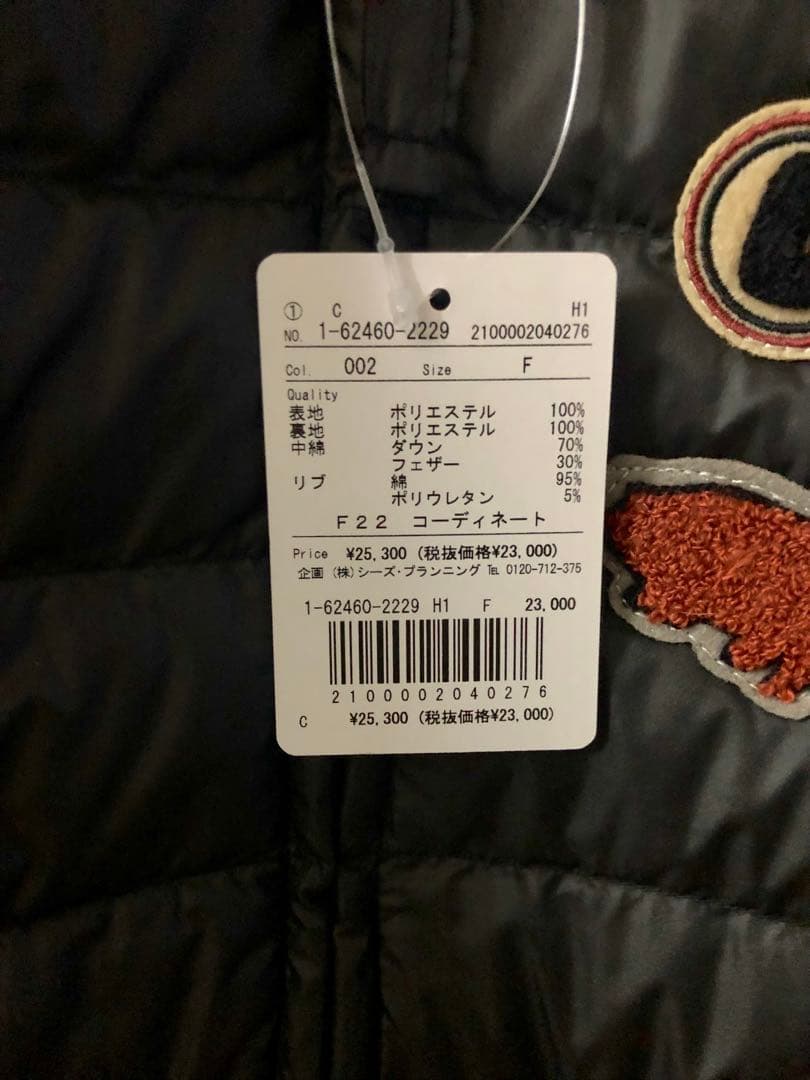 ① C H1
NO. 1-62460-2229 2100002040276
Col. 002 Size F
Quality
表地 ポリエステル 100%
裏地 ポリエステル 100%
中綿 ダウン 70%
フェザー 30%
リブ 綿 95%
ポリウレタン 5%
F22 コーディネート
Price ¥25,300 (税抜価格¥23,000)
企画 (株)シーズ・プランニング ℡ 0120-712-375
1-62460-2229 H1 F 23,000
2100002040276
C ¥25,300 (税抜価格¥23,000)